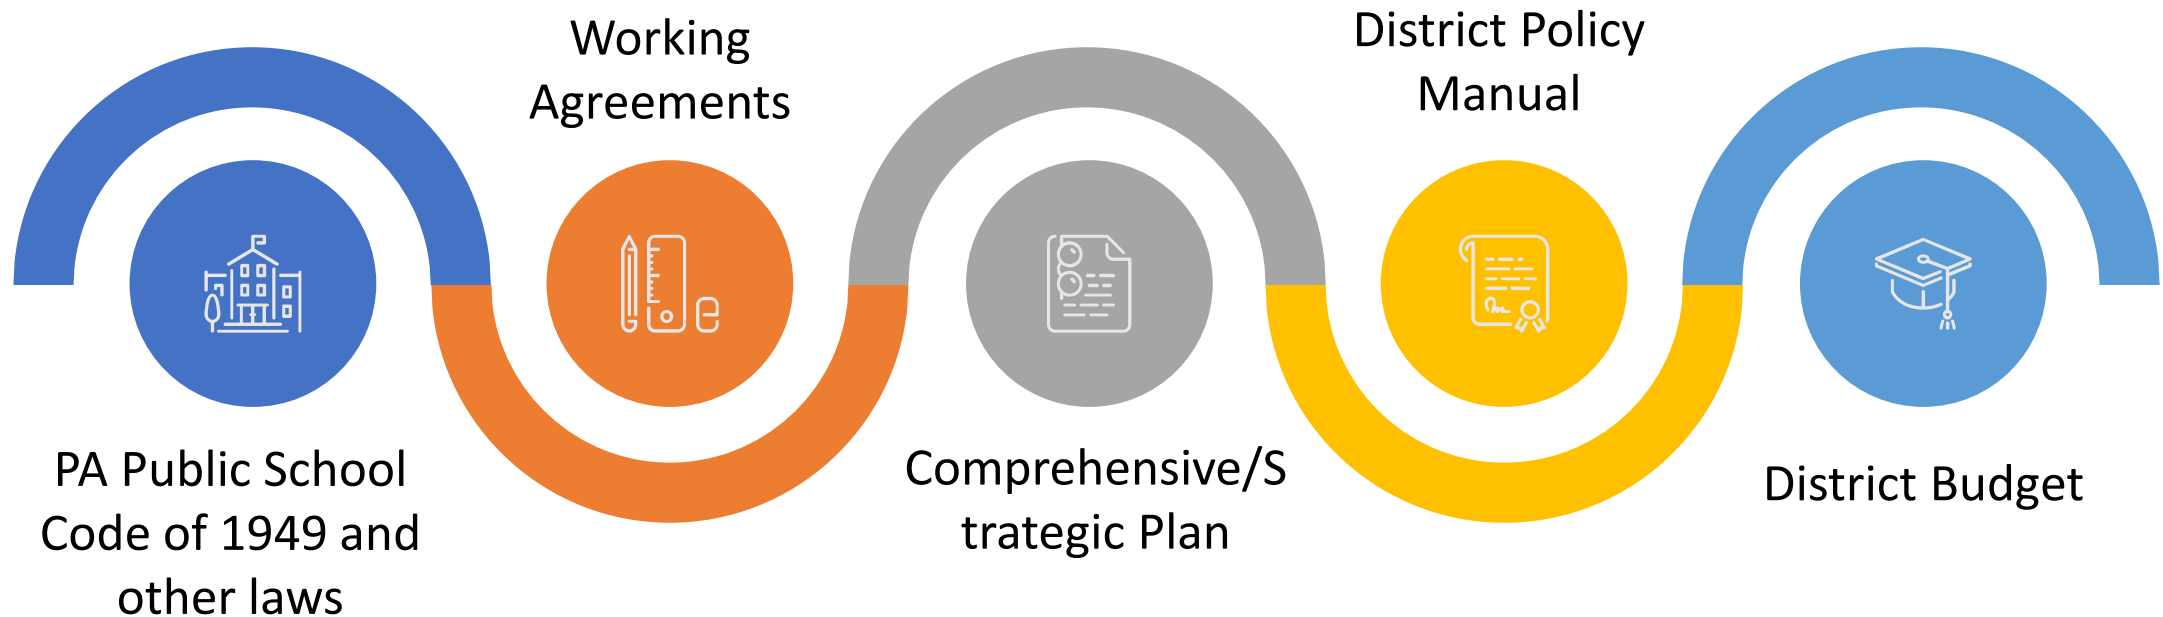 PA Public School
Code of 1949 and
other laws
Working
Agreements
Comprehensive/S
trategic Plan
District Policy
Manual
District Budget